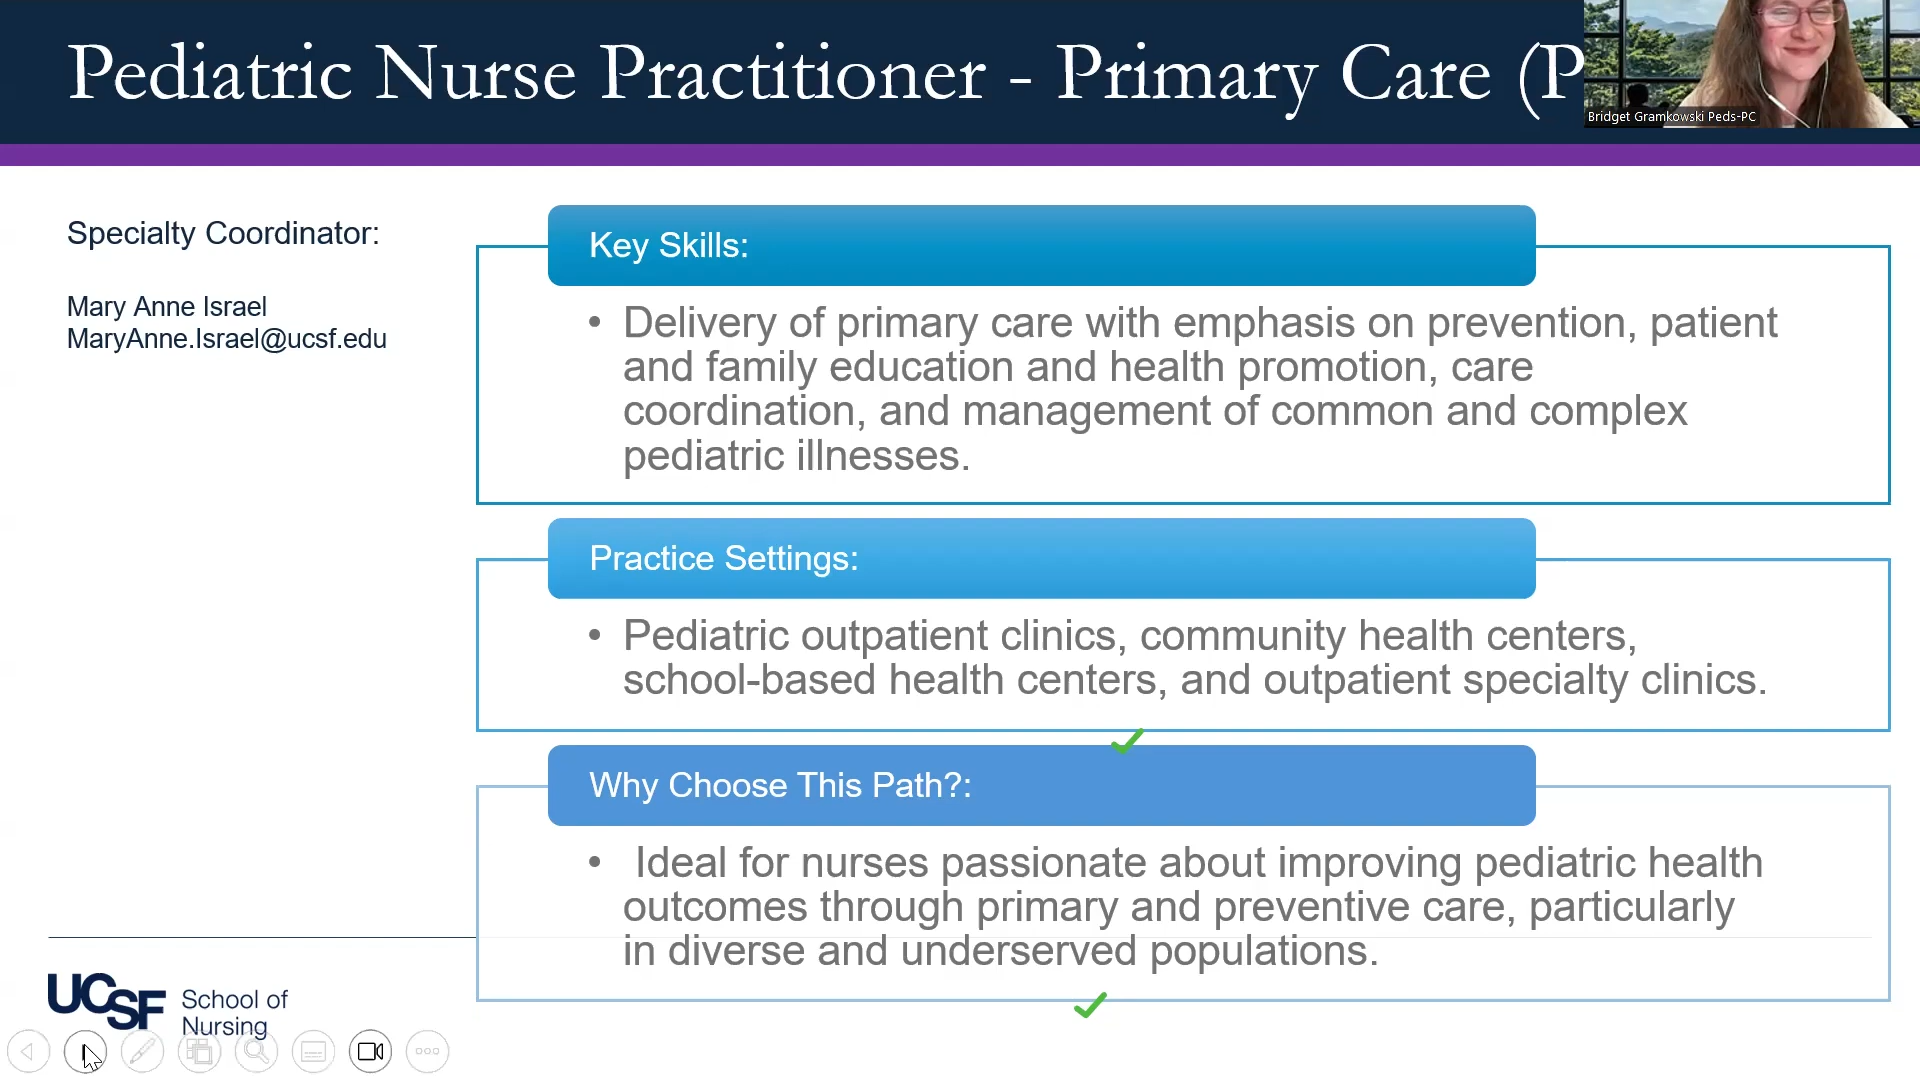 Pediatric Nurse Practitioner - Primary Care (P
Bridget Gramkowski Peds-PC
Specialty Coordinator:
Mary Anne Israel
MaryAnne.Israel@ucsf.edu
Key Skills:
• Delivery of primary care with emphasis on prevention, patient
and family education and health promotion, care
coordination, and management of common and complex
pediatric illnesses.
Practice Settings:
• Pediatric outpatient clinics, community health centers,
school-based health centers, and outpatient specialty clinics.
Why Choose This Path?:
• Ideal for nurses passionate about improving pediatric health
outcomes through primary and preventive care, particularly
in diverse and underserved populations.
UCSF School of
Nursing